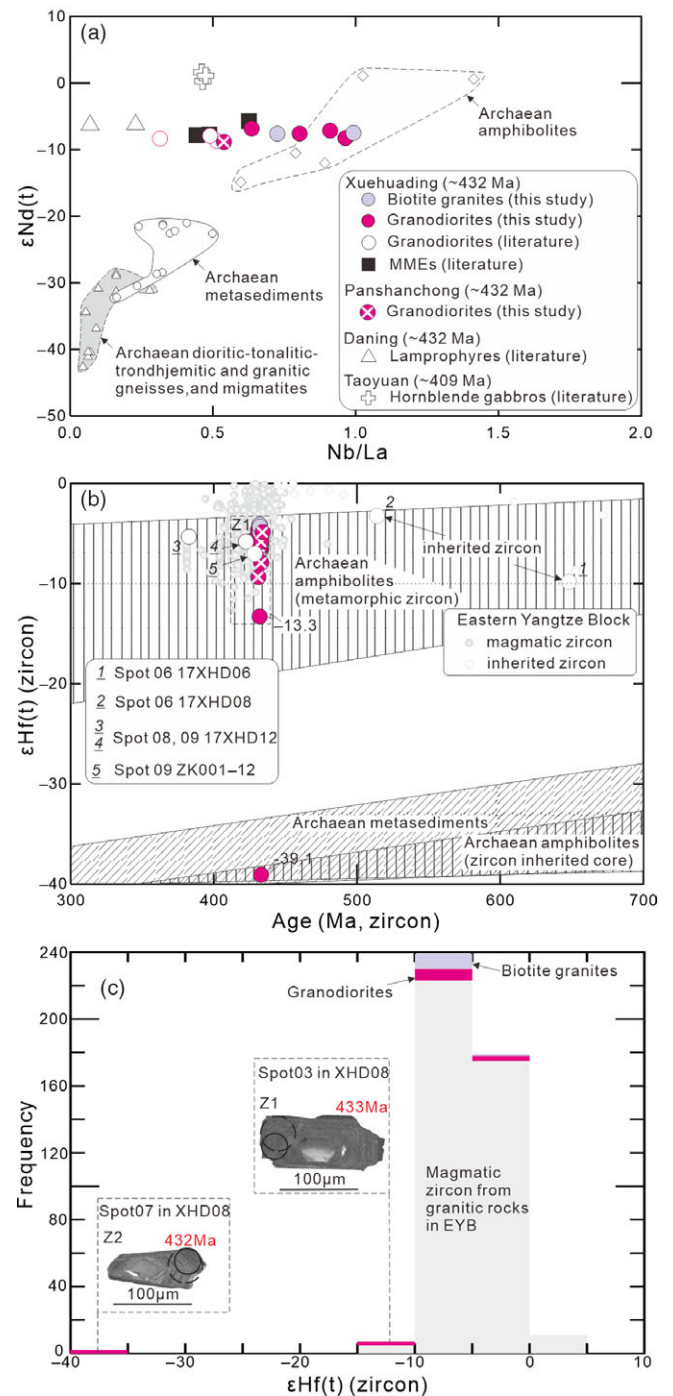 (a)
10
0
−10
−20
−30
−40
−50
εNd(t)
Archaean
amphibolites
Xuehuading (~432 Ma)
Biotite granites (this study)
Granodiorites (this study)
Granodiorites (literature)
MMEs (literature)
Panshanchong (~432 Ma)
Granodiorites (this study)
Daning (~432 Ma)
Lamprophyres (literature)
Taoyuan (~409 Ma)
Hornblende gabbros (literature)
Archaean
metasediments
Archaean dioritic-tonalitic-
trondhjemitic and granitic
gneisses, and migmatites
0.0 0.5 1.0 1.5 2.0
Nb/La
(b)
0
−10
−20
−30
−40
εHf(t) (zircon)
Z1
2
3
4
5
1
inherited zircon
Archaean
amphibolites
(metamorphic zircon)
−13.3
Eastern Yangtze Block
magmatic zircon
inherited zircon
1 Spot 06 17XHD06
2 Spot 06 17XHD08
3
4 Spot 08, 09 17XHD12
5 Spot 09 ZK001−12
Archaean metasediments
Archaean amphibolites
(zircon inherited core)
-39.1
300 400 500 600 700
Age (Ma, zircon)
(c)
240
220
180
160
120
100
60
40
0
Frequency
Granodiorites
Biotite granites
Spot03 in XHD08
Z1
433Ma
100μm
Spot07 in XHD08
Z2
432Ma
100μm
Magmatic
zircon from
granitic rocks
in EYB
−40 −30 −20 −10 0 10
εHf(t) (zircon)